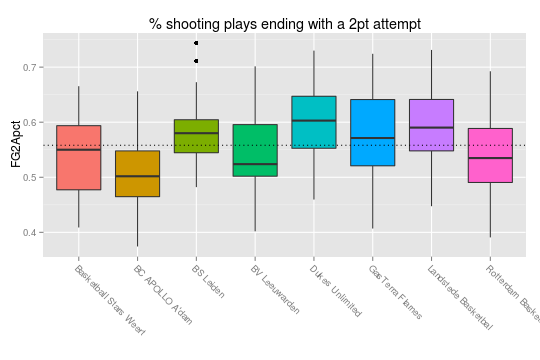 % shooting plays ending with a 2pt attempt
FG2Apct
0.7
0.6
0.5
0.4
Basketball Stars Weert
BC APOLLO A'dam
BS Leiden
BV Leeuwarden
Dukes Unlimited
GasTerra Flames
Landstede Basketbal
Rotterdam Baske